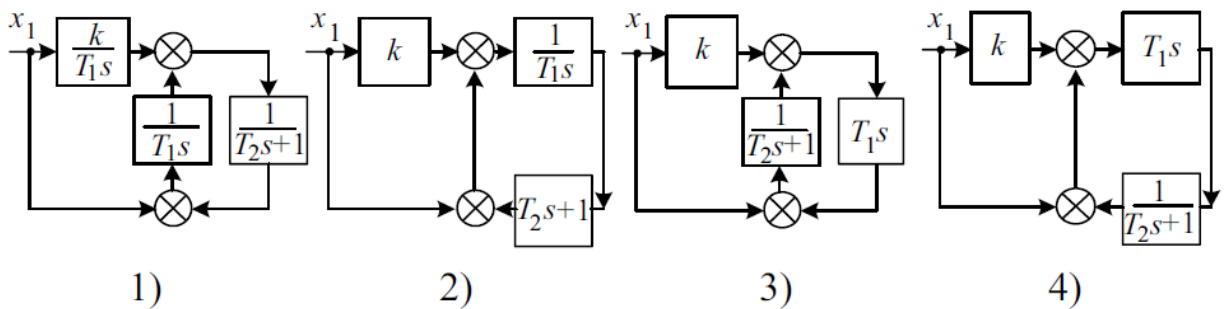 x₁ k/T₁s 1/T₁s 1/T₂s+1
x₁ k 1/T₁s T₂s+1
x₁ k 1/T₂s+1 T₁s
x₁ k T₁s 1/T₂s+1
1) 2) 3) 4)